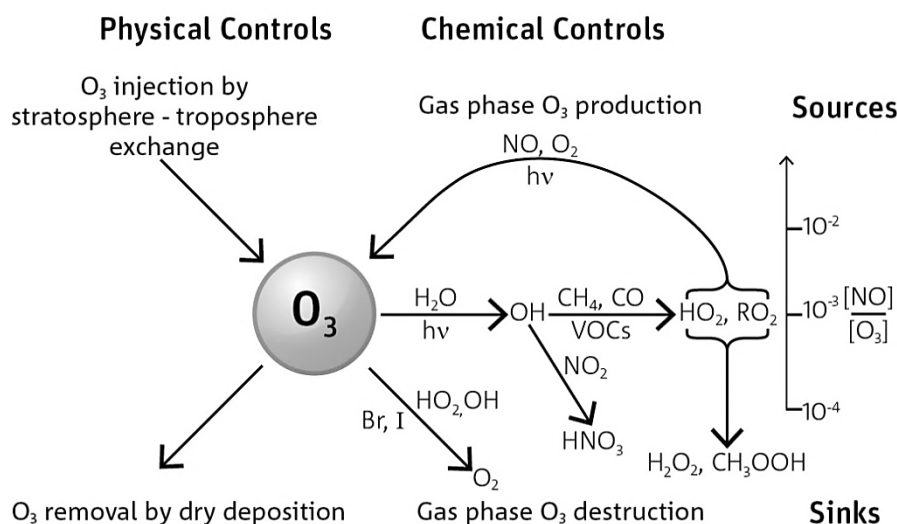 Physical Controls
Chemical Controls
O₃ injection by
stratosphere - troposphere
exchange
Gas phase O₃ production
Sources
NO, O₂
hν
10⁻²
O₃
H₂O
hν
OH
CH₄, CO
VOCs
HO₂, RO₂
10⁻³
[NO]
[O₃]
NO₂
HO₂,OH
Br, I
10⁻⁴
HNO₃
H₂O₂, CH₃OOH
O₂
O₃ removal by dry deposition
Gas phase O₃ destruction
Sinks